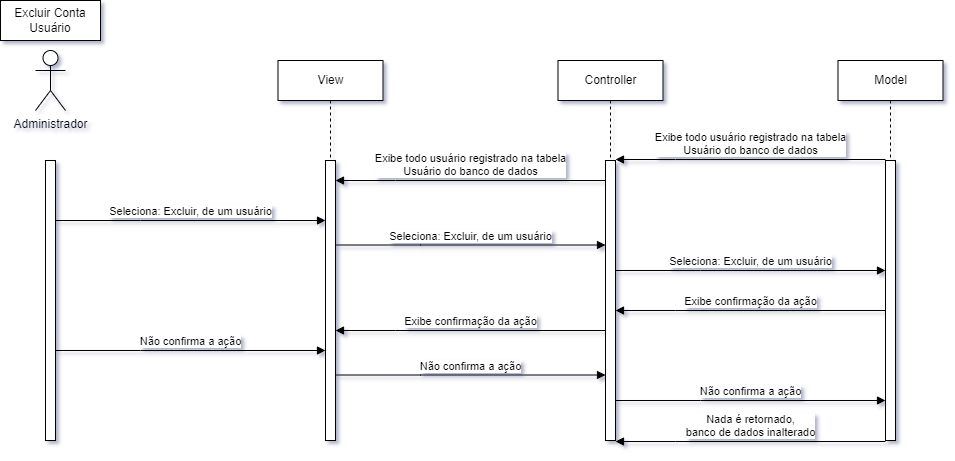 Excluir Conta
Usuário
Administrador
View
Controller
Model
Exibe todo usuário registrado na tabela
Usuário do banco de dados
Exibe todo usuário registrado na tabela
Usuário do banco de dados
Seleciona: Excluir, de um usuário
Seleciona: Excluir, de um usuário
Seleciona: Excluir, de um usuário
Exibe confirmação da ação
Exibe confirmação da ação
Não confirma a ação
Não confirma a ação
Não confirma a ação
Nada é retornado,
banco de dados inalterado